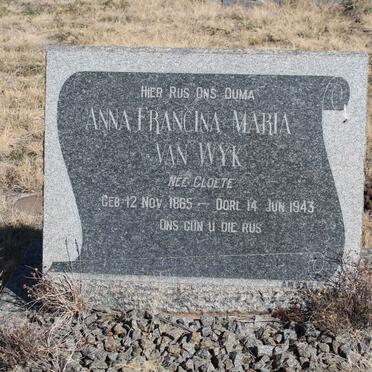 HIER RUS ONS OUMA
ANNA FRANCINA MARIA
VAN WYK
NEE CLOETE
GEB. 12 NOV. 1865 — OORL. 14 JUN. 1943
ONS GUN U DIE RUS